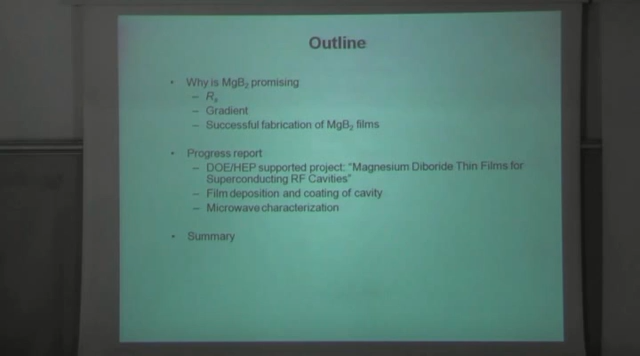 Outline
• Why is MgB₂ promising
– Rₛ
– Gradient
– Successful fabrication of MgB₂ films
• Progress report
– DOE/HEP supported project: "Magnesium Diboride Thin Films for
Superconducting RF Cavities"
– Film deposition and coating of cavity
– Microwave characterization
• Summary